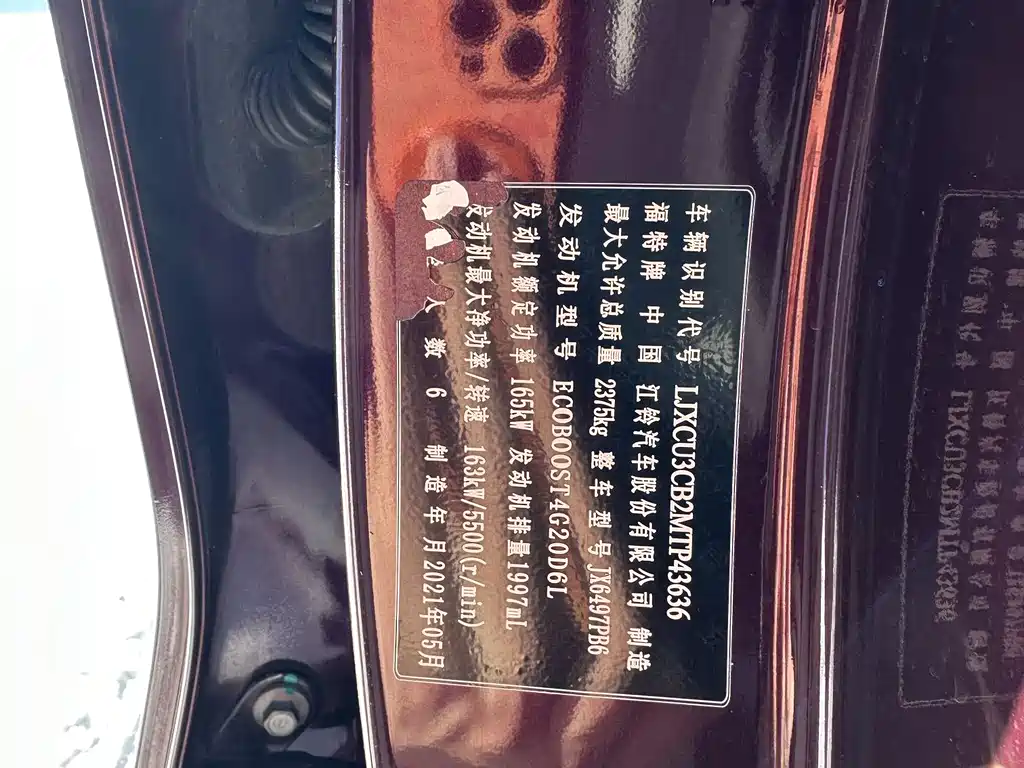 车辆识别代号 LJXCU3CB2MTP43636
福特牌 中国 江铃汽车股份有限公司 制造
最大允许总质量 2375kg 整车型号 JX6497PB6
发动机型号 ECOBOOST4G20D6L
发动机额定功率 165kW 发动机排量1997mL
发动机最大净功率/转速 163kW/5500(r/min)
人数 6 制造年月2021年05月